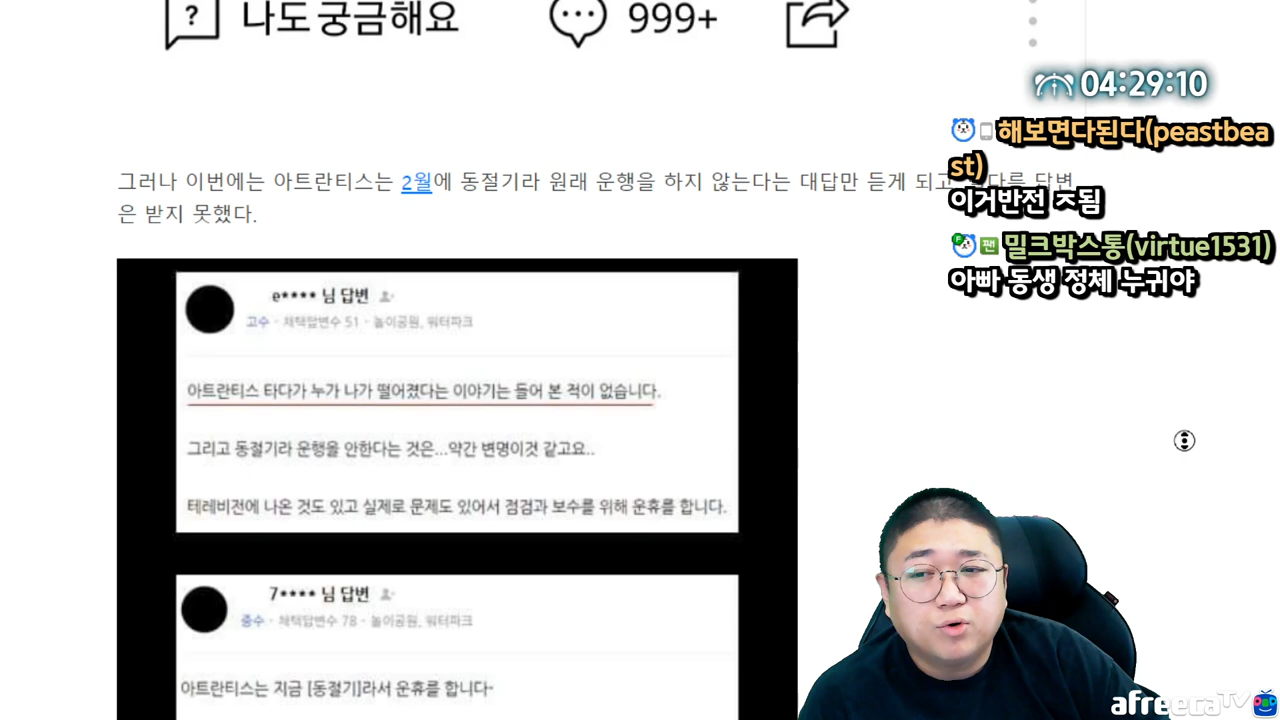 나도 궁금해요
999+
04:29:10
해보면다된다(peastbea
st)
이거반전 ㅈ됨
팬 밀크박스통(virtue1531)
아빠 동생 정체 누귀야
그러나 이번에는 아트란티스는 2월에 동절기라 원래 운행을 하지 않는다는 대답만 듣게 되고 다른 답변
은 받지 못했다.
e**** 님 답변
고수 · 채택답변수 51 · 놀이공원, 워터파크
아트란티스 타다가 누가 나가 떨어졌다는 이야기는 들어 본 적이 없습니다.
그리고 동절기라 운행을 안한다는 것은...약간 변명이것 같고요..
테레비전에 나온 것도 있고 실제로 문제도 있어서 점검과 보수를 위해 운휴를 합니다.
7**** 님 답변
중수 · 채택답변수 78 · 놀이공원, 워터파크
아트란티스는 지금 [동절기]라서 운휴를 합니다-
afreecaTV